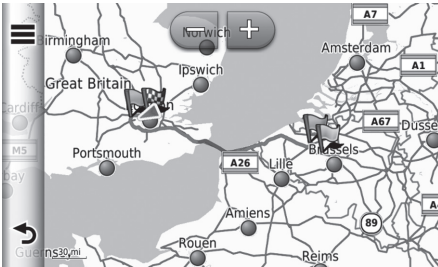 A7
Norwich
Birmingham
Amsterdam
Ipswich
A1
Great Britain
Cardiff
A67
Dusse
M5
Portsmouth
Brussels
A26
Lille
bay
Amiens
89
Rouen
Guerns
30 mi
Reims